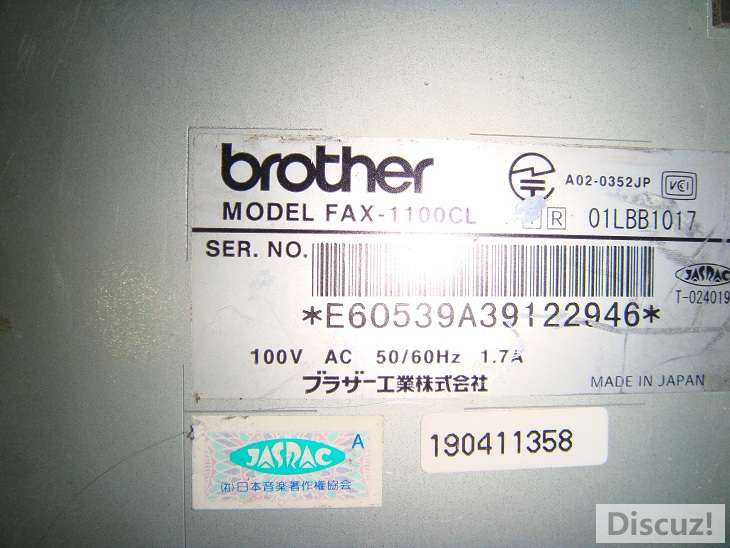 brother
A02-0352JP VCI
MODEL FAX-1100CL
R 01LBB1017
SER. NO.
JASRAC
T-024019
*E60539A39122946*
100V AC 50/60Hz 1.7A
ブラザー工業株式会社
MADE IN JAPAN
JASRAC A
(社)日本音楽著作権協会
190411358
Discuz!